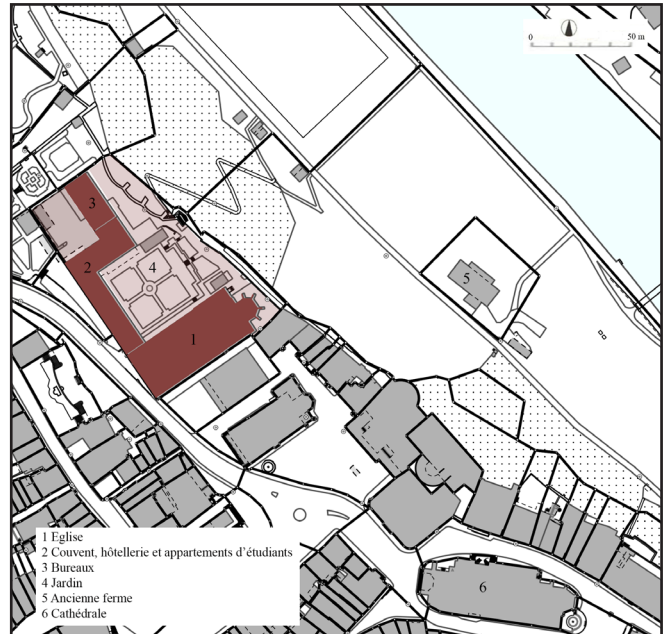 0 50 m
3
2
4
5
1
6
1 Eglise
2 Couvent, hôtellerie et appartements d'étudiants
3 Bureaux
4 Jardin
5 Ancienne ferme
6 Cathédrale